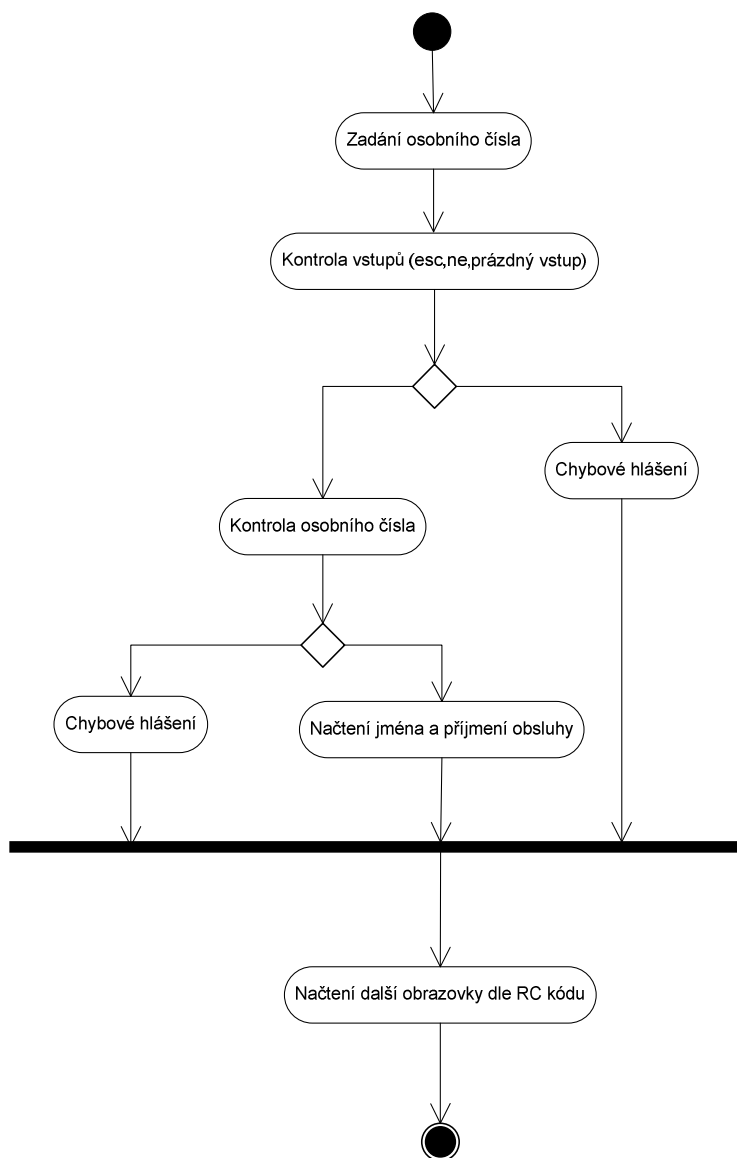 Zadání osobního čísla
Kontrola vstupů (esc,ne,prázdný vstup)
Chybové hlášení
Kontrola osobního čísla
Chybové hlášení
Načtení jména a příjmení obsluhy
Načtení další obrazovky dle RC kódu